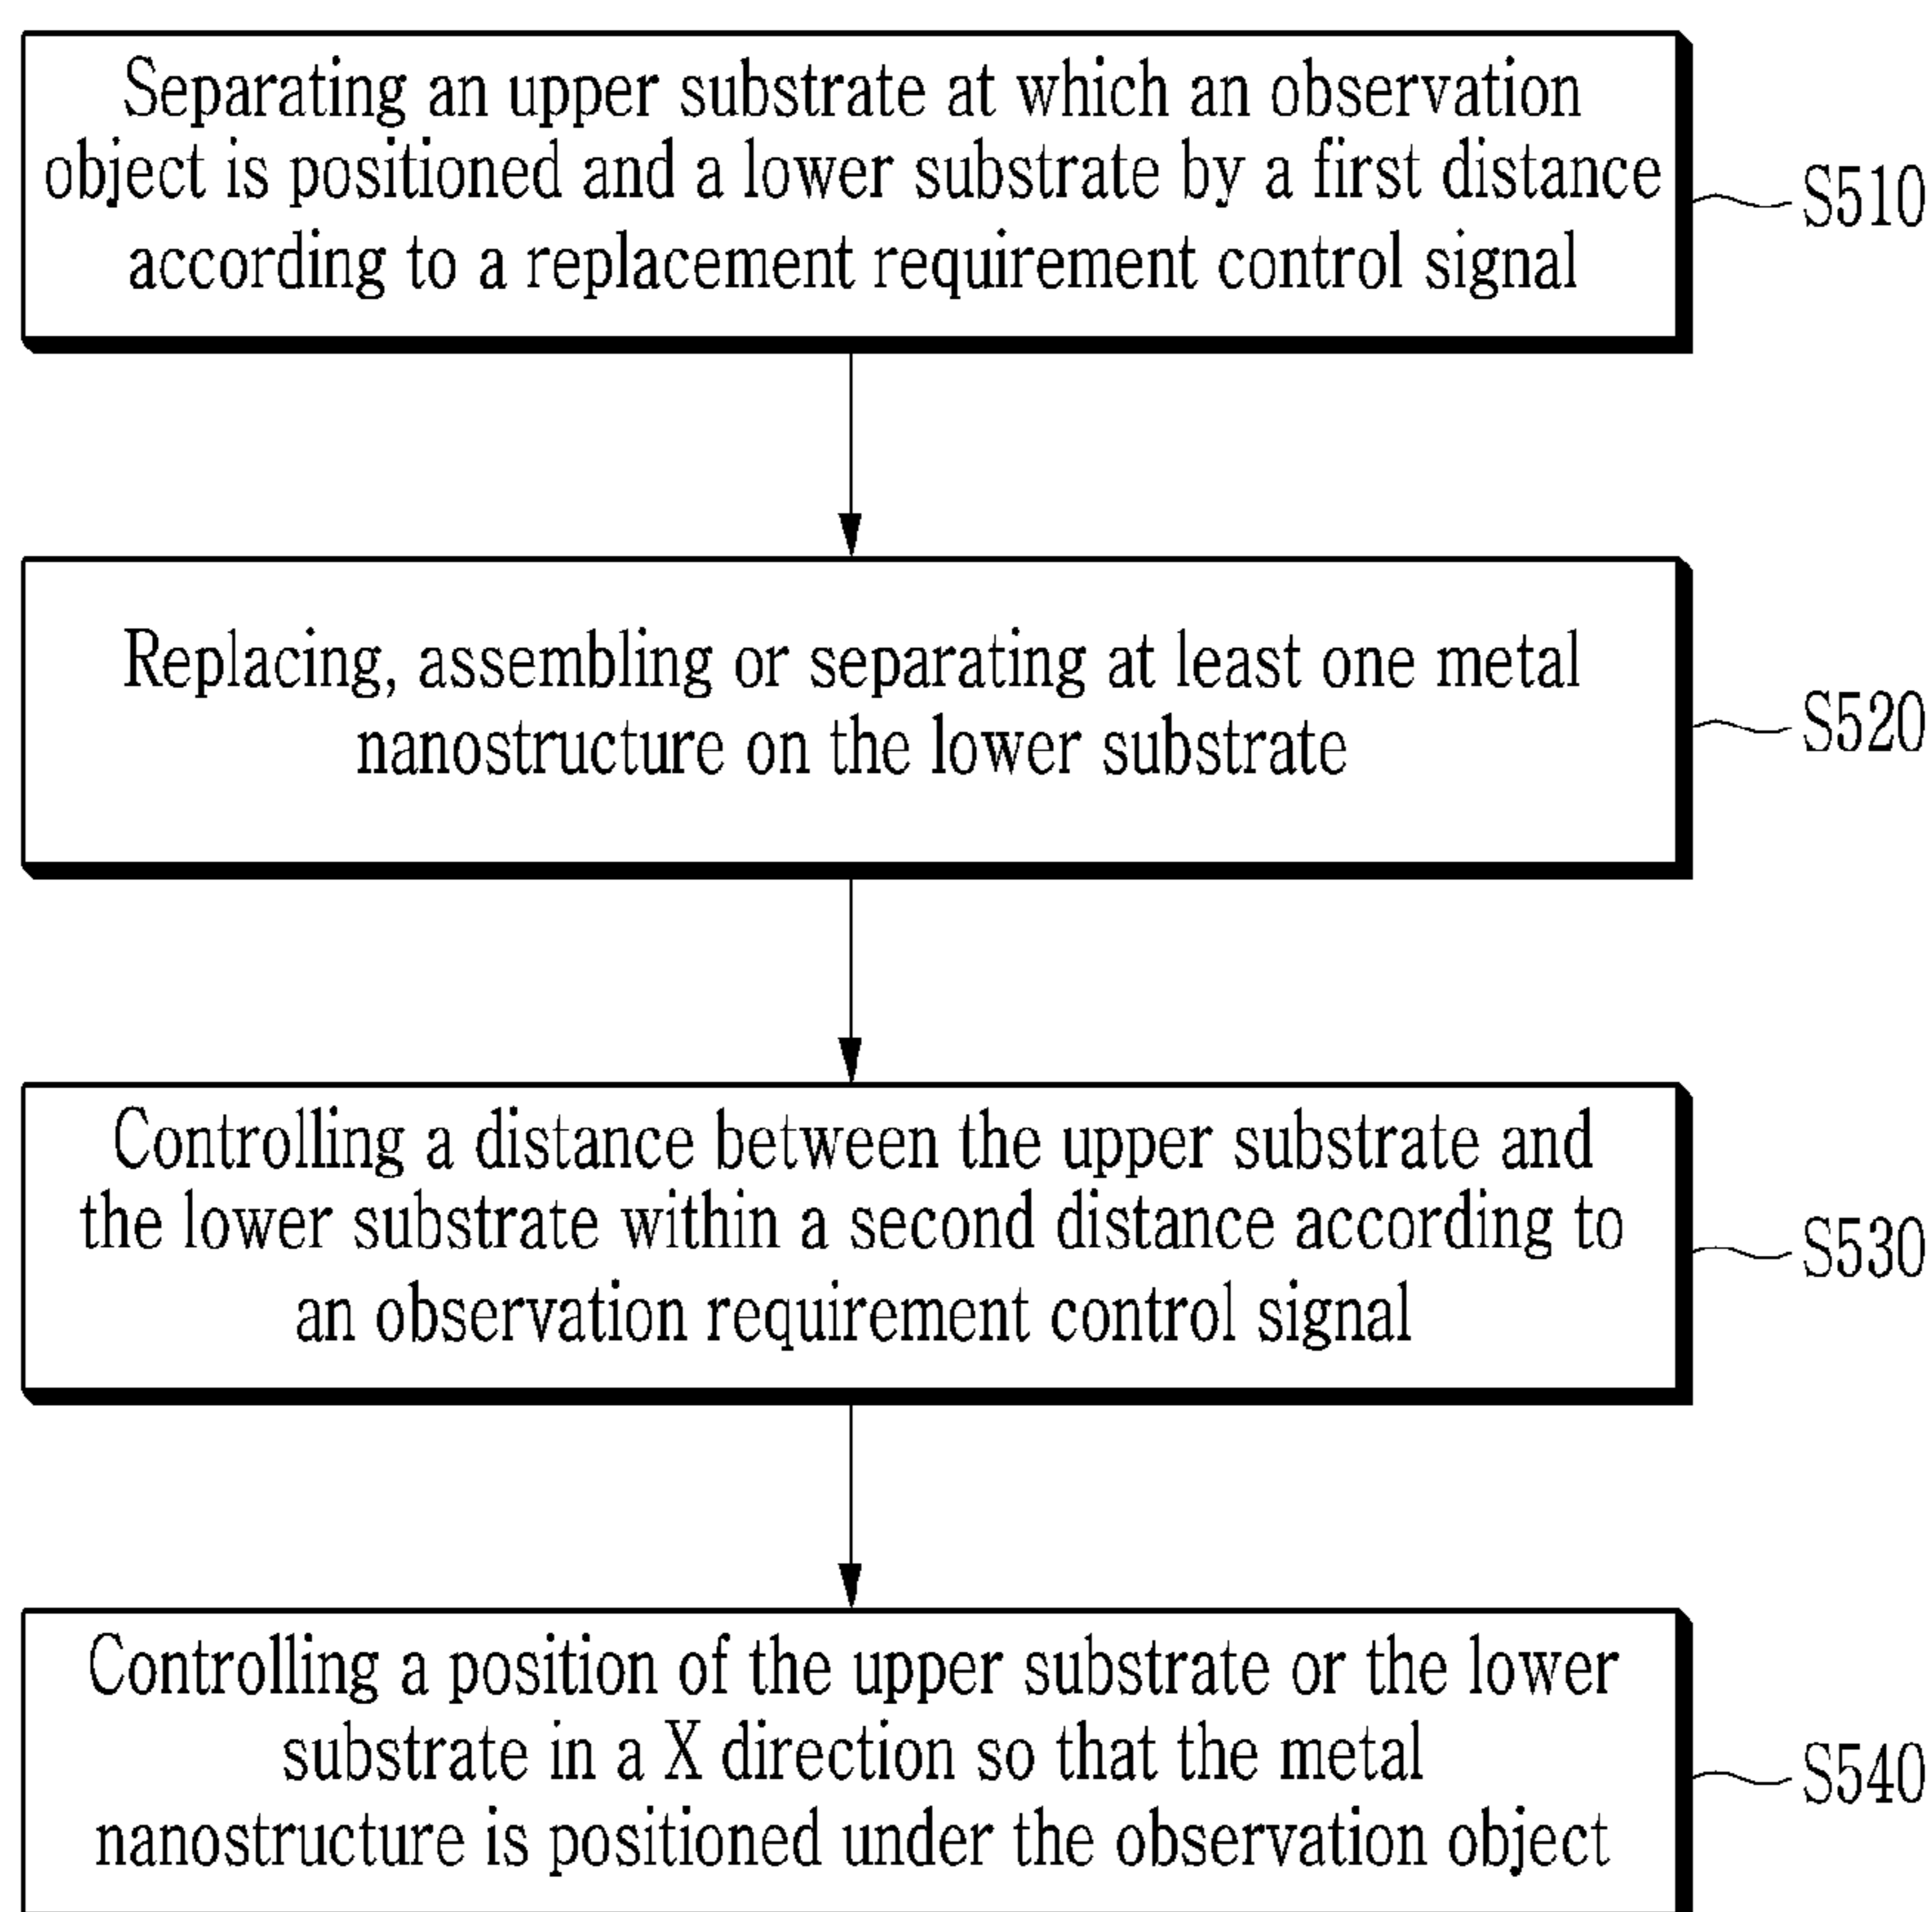 Separating an upper substrate at which an observation
object is positioned and a lower substrate by a first distance
according to a replacement requirement control signal
S510
Replacing, assembling or separating at least one metal
nanostructure on the lower substrate
S520
Controlling a distance between the upper substrate and
the lower substrate within a second distance according to
an observation requirement control signal
S530
Controlling a position of the upper substrate or the lower
substrate in a X direction so that the metal
nanostructure is positioned under the observation object
S540